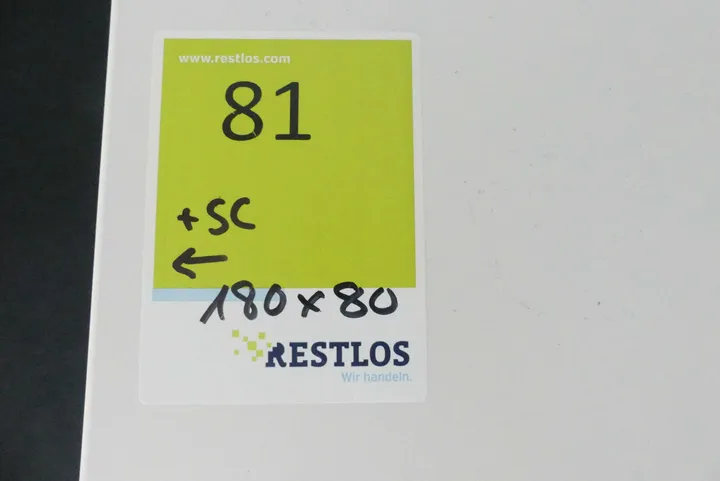 www.restlos.com
81
+SC
←
180x80
RESTLOS
Wir handeln.